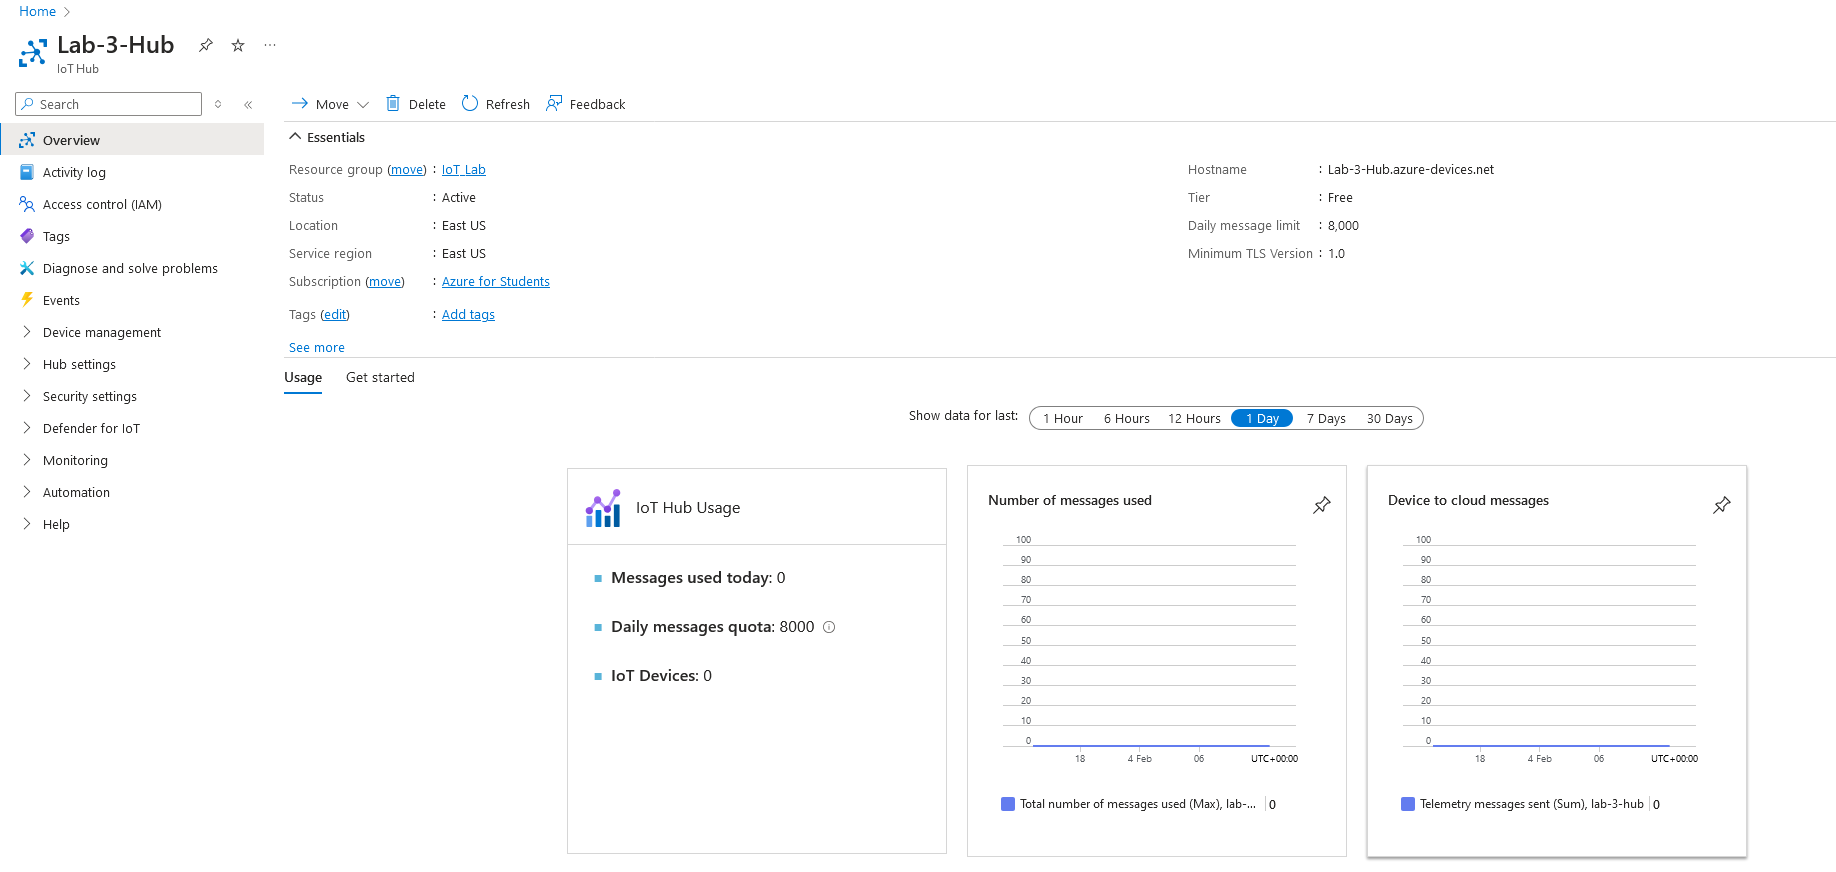 Home
Lab-3-Hub
IoT Hub
Search
Move
Delete
Refresh
Feedback
Overview
Activity log
Access control (IAM)
Tags
Diagnose and solve problems
Events
Device management
Hub settings
Security settings
Defender for IoT
Monitoring
Automation
Help
Essentials
Resource group (move) : IoT_Lab
Status : Active
Location : East US
Service region : East US
Subscription (move) : Azure for Students
Tags (edit) : Add tags
See more
Hostname : Lab-3-Hub.azure-devices.net
Tier : Free
Daily message limit : 8,000
Minimum TLS Version : 1.0
Usage Get started
Show data for last: 1 Hour 6 Hours 12 Hours 1 Day 7 Days 30 Days
IoT Hub Usage
Messages used today: 0
Daily messages quota: 8000
IoT Devices: 0
Number of messages used
100
90
80
70
60
50
40
30
20
10
0
18 4 Feb 06 UTC+00:00
Total number of messages used (Max), lab-... 0
Device to cloud messages
100
90
80
70
60
50
40
30
20
10
0
18 4 Feb 06 UTC+00:00
Telemetry messages sent (Sum), lab-3-hub 0